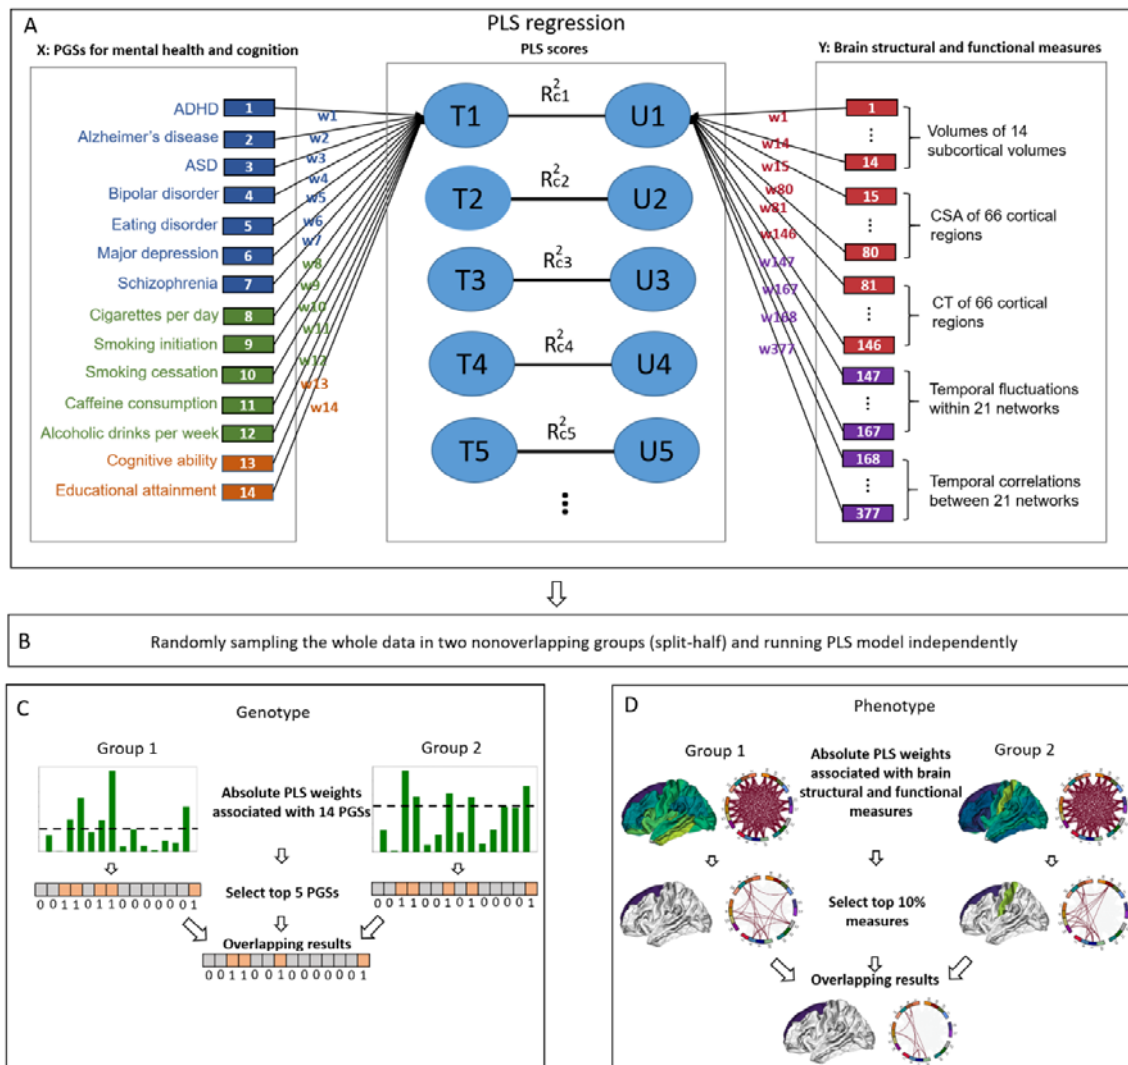 A
PLS regression
X: PGSs for mental health and cognition
PLS scores
Y: Brain structural and functional measures
ADHD 1
Alzheimer's disease 2
ASD 3
Bipolar disorder 4
Eating disorder 5
Major depression 6
Schizophrenia 7
Cigarettes per day 8
Smoking initiation 9
Smoking cessation 10
Caffeine consumption 11
Alcoholic drinks per week 12
Cognitive ability 13
Educational attainment 14
w1
w2
w3
w4
w5
w6
w7
w8
w9
w10
w11
w12
w13
w14
T1 R²c1 U1
T2 R²c2 U2
T3 R²c3 U3
T4 R²c4 U4
T5 R²c5 U5
w1
w14
w15
w80
w81
w146
w147
w167
w168
w377
1
14
Volumes of 14
subcortical volumes
15
80
CSA of 66 cortical
regions
81
146
CT of 66 cortical
regions
147
167
Temporal fluctuations
within 21 networks
168
377
Temporal correlations
between 21 networks
B
Randomly sampling the whole data in two nonoverlapping groups (split-half) and running PLS model independently
C
Genotype
Group 1
Group 2
Absolute PLS weights
associated with 14 PGSs
Select top 5 PGSs
0 0 1 1 0 1 1 0 0 0 0 0 0 1
0 0 1 1 0 0 1 0 1 0 0 0 0 1
Overlapping results
0 0 1 1 0 0 1 0 0 0 0 0 0 1
D
Phenotype
Group 1
Group 2
Absolute PLS weights
associated with brain
structural and functional
measures
Select top 10%
measures
Overlapping results